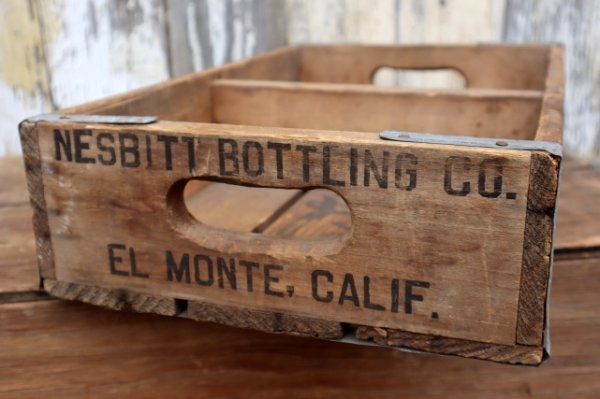 NESBITT BOTTLING CO.
EL MONTE, CALIF.